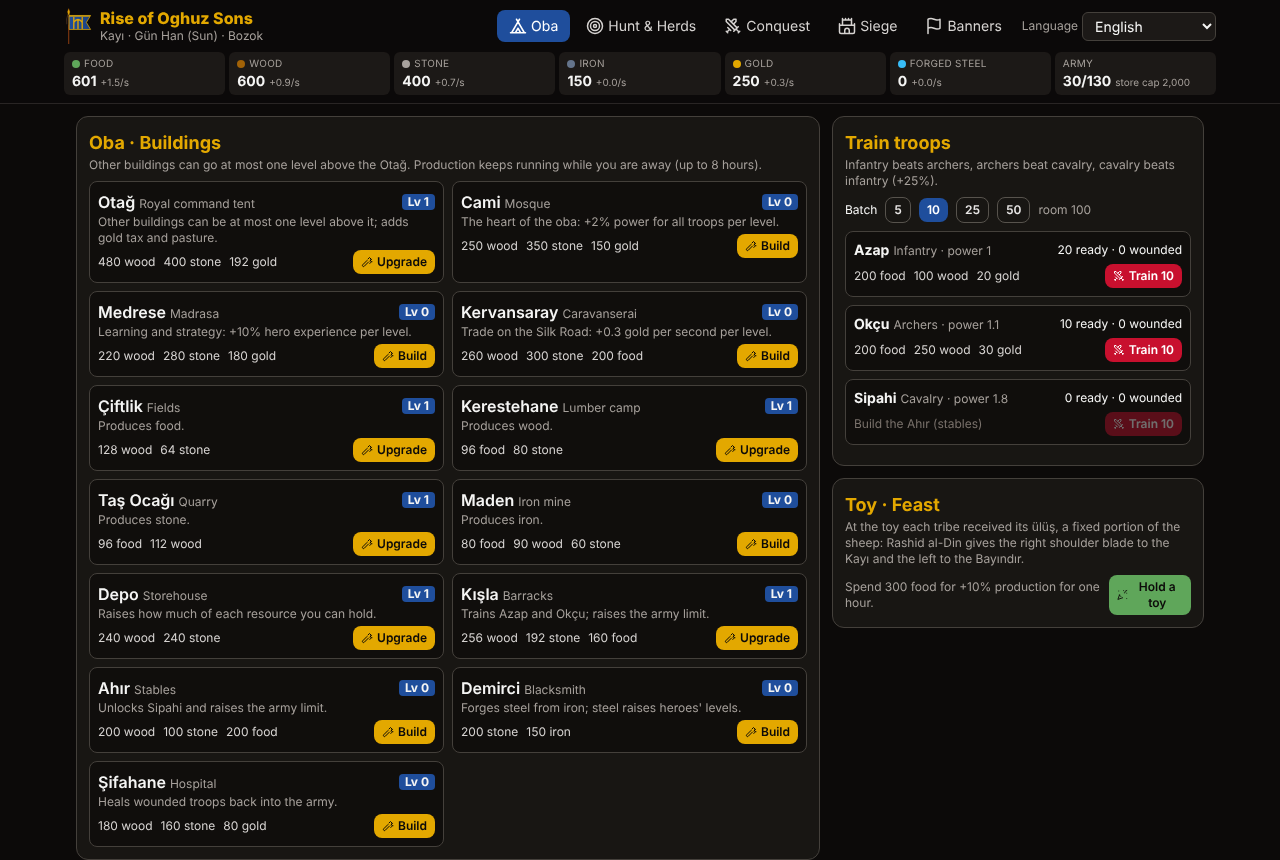 Rise of Oghuz Sons
Kayı · Gün Han (Sun) · Bozok
Oba
Hunt & Herds
Conquest
Siege
Banners
Language
English
FOOD
601 +1.5/s
WOOD
600 +0.9/s
STONE
400 +0.7/s
IRON
150 +0.0/s
GOLD
250 +0.3/s
FORGED STEEL
0 +0.0/s
ARMY
30/130 store cap 2,000
Oba · Buildings
Other buildings can go at most one level above the Otağ. Production keeps running while you are away (up to 8 hours).
Otağ Royal command tent Lv 1
Other buildings can be at most one level above it; adds
gold tax and pasture.
480 wood 400 stone 192 gold Upgrade
Cami Mosque Lv 0
The heart of the oba: +2% power for all troops per level.
250 wood 350 stone 150 gold Build
Medrese Madrasa Lv 0
Learning and strategy: +10% hero experience per level.
220 wood 280 stone 180 gold Build
Kervansaray Caravanserai Lv 0
Trade on the Silk Road: +0.3 gold per second per level.
260 wood 300 stone 200 food Build
Çiftlik Fields Lv 1
Produces food.
128 wood 64 stone Upgrade
Kerestehane Lumber camp Lv 1
Produces wood.
96 food 80 stone Upgrade
Taş Ocağı Quarry Lv 1
Produces stone.
96 food 112 wood Upgrade
Maden Iron mine Lv 0
Produces iron.
80 food 90 wood 60 stone Build
Depo Storehouse Lv 1
Raises how much of each resource you can hold.
240 wood 240 stone Upgrade
Kışla Barracks Lv 1
Trains Azap and Okçu; raises the army limit.
256 wood 192 stone 160 food Upgrade
Ahır Stables Lv 0
Unlocks Sipahi and raises the army limit.
200 wood 100 stone 200 food Build
Demirci Blacksmith Lv 0
Forges steel from iron; steel raises heroes' levels.
200 stone 150 iron Build
Şifahane Hospital Lv 0
Heals wounded troops back into the army.
180 wood 160 stone 80 gold Build
Train troops
Infantry beats archers, archers beat cavalry, cavalry beats
infantry (+25%).
Batch 5 10 25 50 room 100
Azap Infantry · power 1 20 ready · 0 wounded
200 food 100 wood 20 gold Train 10
Okçu Archers · power 1.1 10 ready · 0 wounded
200 food 250 wood 30 gold Train 10
Sipahi Cavalry · power 1.8 0 ready · 0 wounded
Build the Ahır (stables) Train 10
Toy · Feast
At the toy each tribe received its ülüş, a fixed portion of the
sheep: Rashid al-Din gives the right shoulder blade to the
Kayı and the left to the Bayındır.
Spend 300 food for +10% production for one
hour.
Hold a
toy